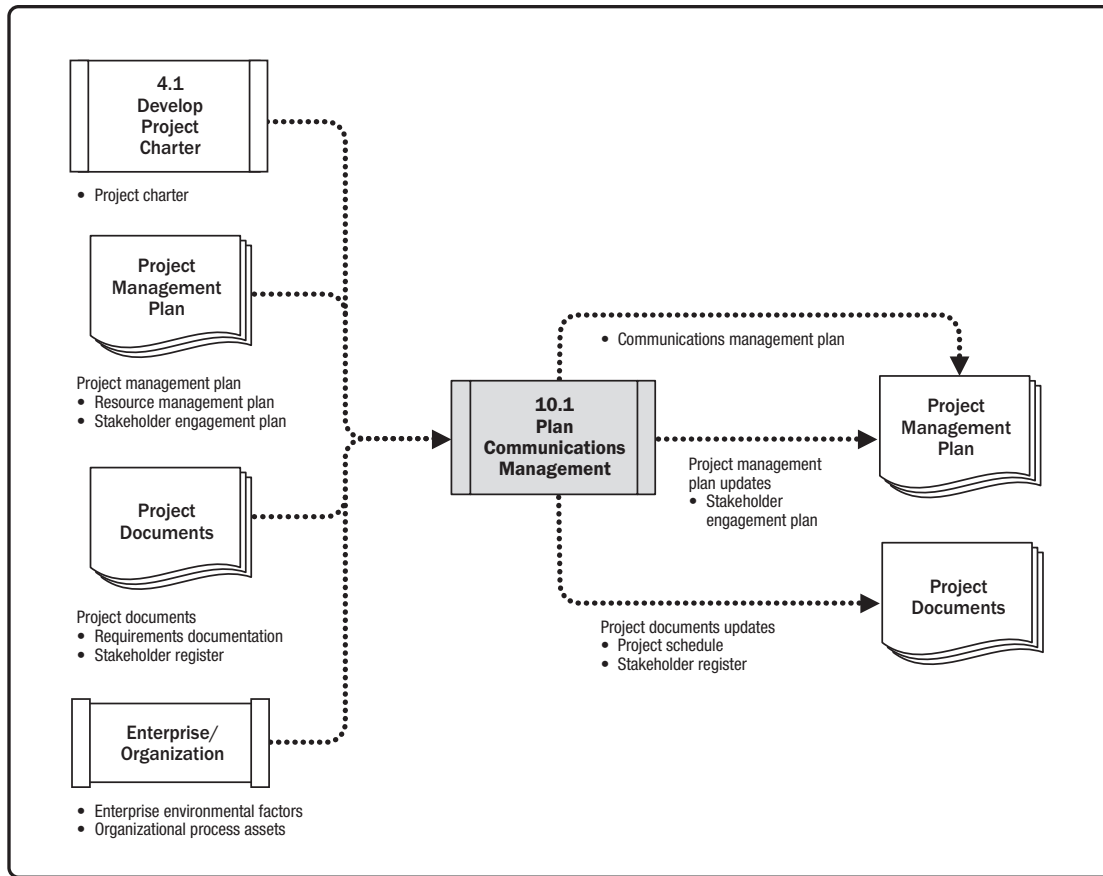 4.1
Develop
Project
Charter
• Project charter
Project
Management
Plan
Project management plan
• Resource management plan
• Stakeholder engagement plan
Project
Documents
Project documents
• Requirements documentation
• Stakeholder register
Enterprise/
Organization
• Enterprise environmental factors
• Organizational process assets
10.1
Plan
Communications
Management
• Communications management plan
Project management
plan updates
• Stakeholder
engagement plan
Project documents updates
• Project schedule
• Stakeholder register
Project
Management
Plan
Project
Documents